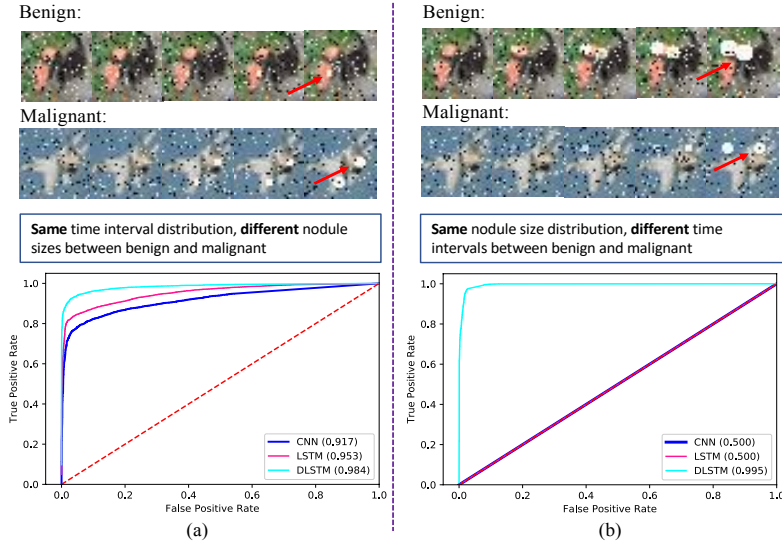 Benign:
Malignant:
Same time interval distribution, different nodule
sizes between benign and malignant
1.0
0.8
0.6
0.4
0.2
0.0
True Positive Rate
CNN (0.917)
LSTM (0.953)
DLSTM (0.984)
0.0 0.2 0.4 0.6 0.8 1.0
False Positive Rate
(a)
Benign:
Malignant:
Same nodule size distribution, different time
intervals between benign and malignant
1.0
0.8
0.6
0.4
0.2
0.0
True Positive Rate
CNN (0.500)
LSTM (0.500)
DLSTM (0.995)
0.0 0.2 0.4 0.6 0.8 1.0
False Positive Rate
(b)